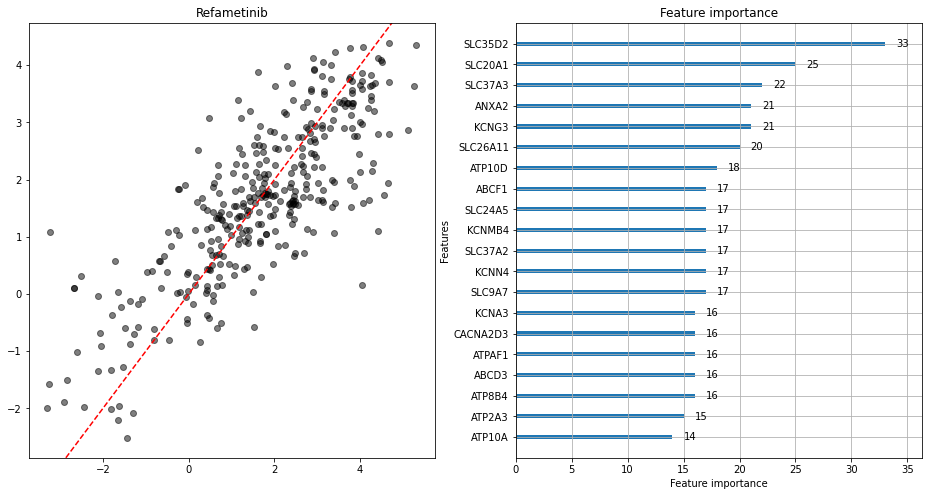 Refametinib
4
3
2
1
0
−1
−2
−2
0
2
4
Feature importance
Features
SLC35D2
33
SLC20A1
25
SLC37A3
22
ANXA2
21
KCNG3
21
SLC26A11
20
ATP10D
18
ABCF1
17
SLC24A5
17
KCNMB4
17
SLC37A2
17
KCNN4
17
SLC9A7
17
KCNA3
16
CACNA2D3
16
ATPAF1
16
ABCD3
16
ATP8B4
16
ATP2A3
15
ATP10A
14
0
5
10
15
20
25
30
35
Feature importance